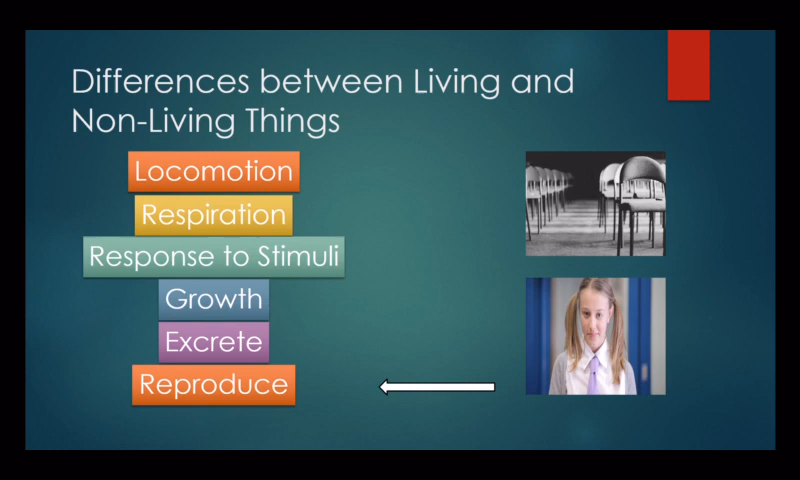 Differences between Living and
Non-Living Things
Locomotion
Respiration
Response to Stimuli
Growth
Excrete
Reproduce